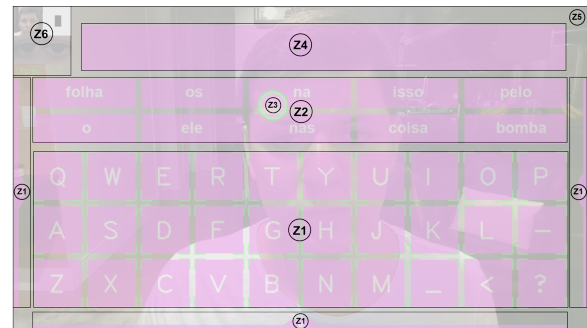 Z6
Z5
Z4
folha os na isso pelo
Z3 Z2
o ele nas coisa bomba
Q W E R T Y U I O P
Z1 Z1
A S D F G Z1 H J K L –
Z X C V B N M _ < ?
Z1